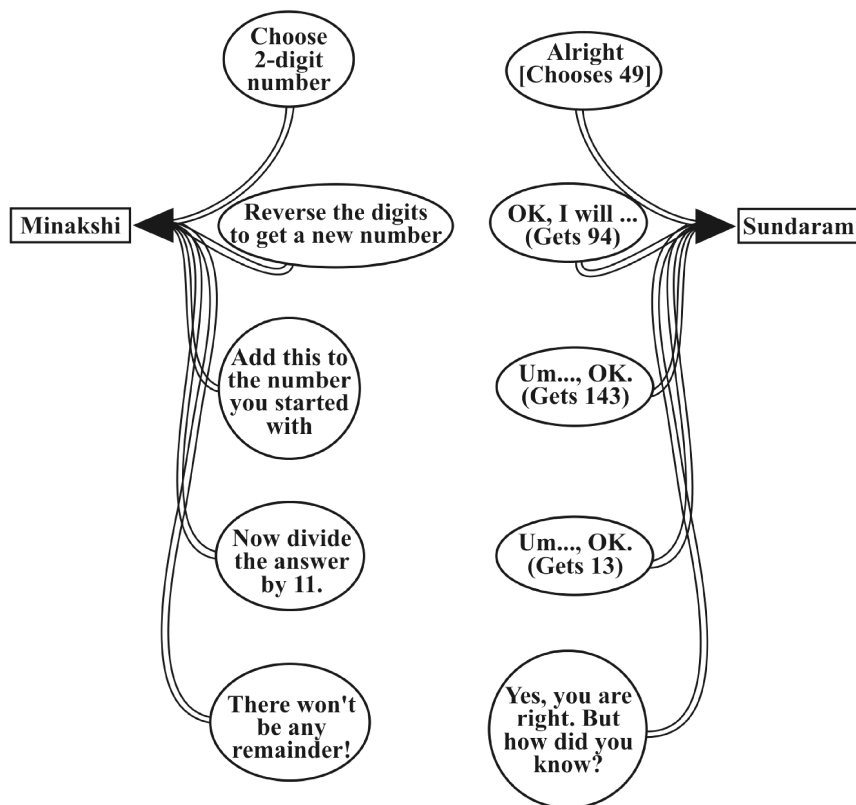 Choose
2-digit
number
Alright
[Chooses 49]
Minakshi
Reverse the digits
to get a new number
OK, I will ...
(Gets 94)
Sundaram
Add this to
the number
you started
with
Um..., OK.
(Gets 143)
Now divide
the answer
by 11.
Um..., OK.
(Gets 13)
There won't
be any
remainder!
Yes, you are
right. But
how did you
know?